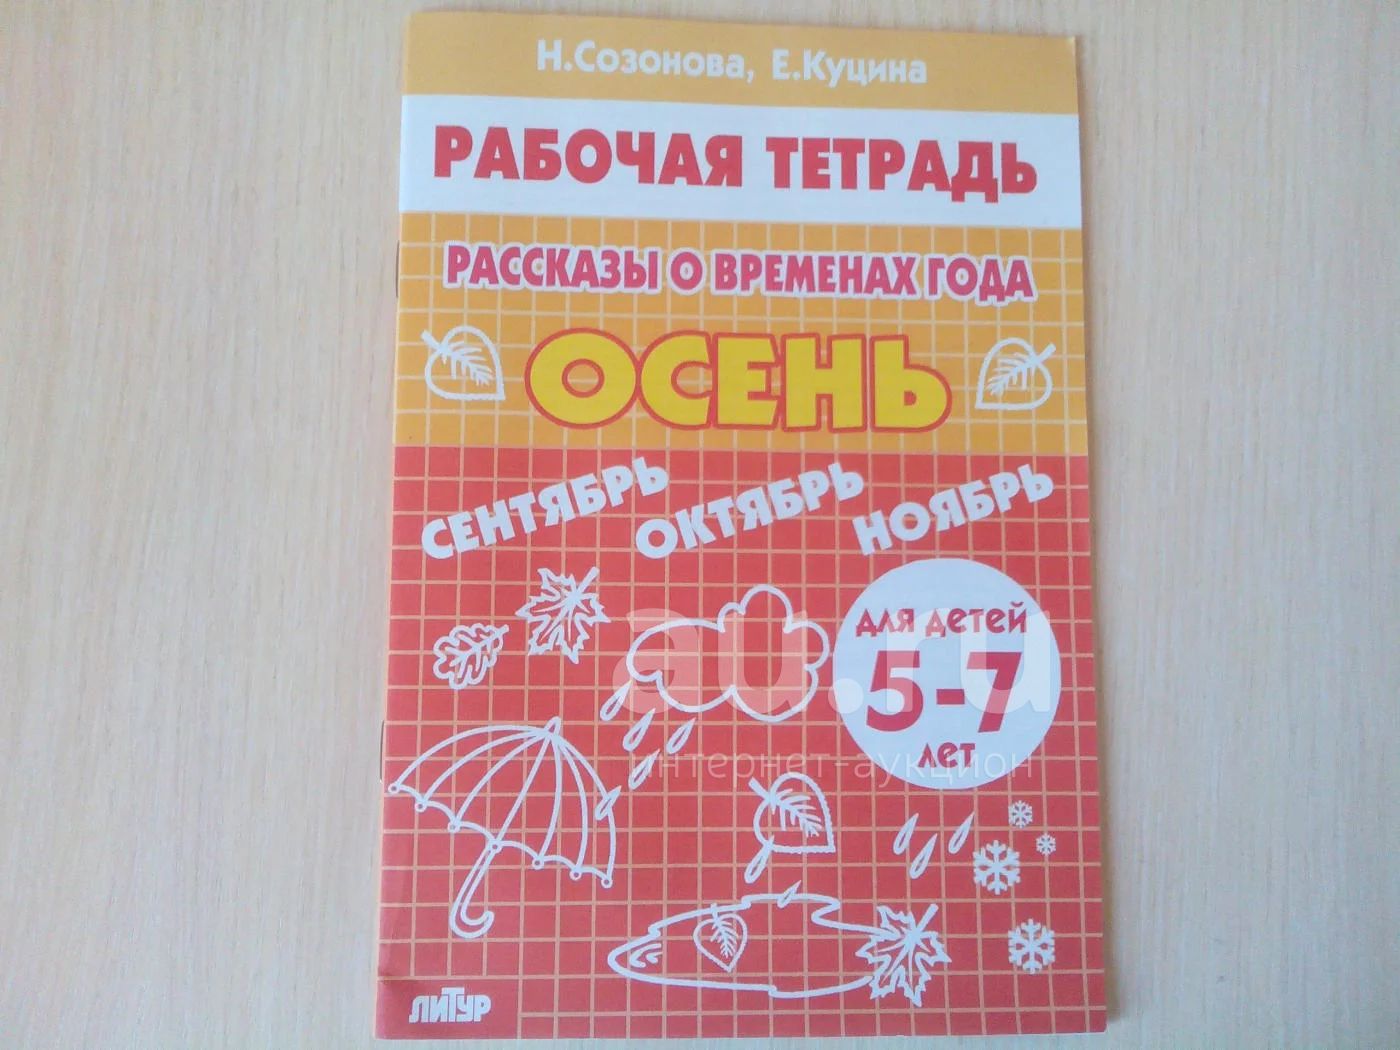 Н.Созонова, Е.Куцина
РАБОЧАЯ ТЕТРАДЬ
РАССКАЗЫ О ВРЕМЕНАХ ГОДА
ОСЕНЬ
СЕНТЯБРЬ ОКТЯБРЬ НОЯБРЬ
для детей
5-7
лет
au.ru
интернет-аукцион
ЛИТУР